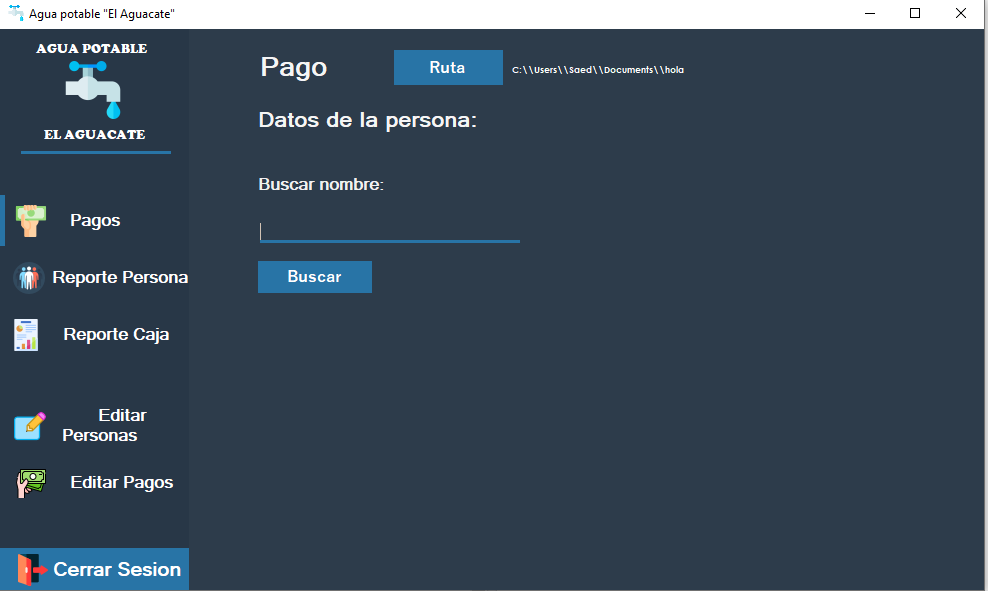 Agua potable "El Aguacate"
AGUA POTABLE
EL AGUACATE
Pagos
Reporte Persona
Reporte Caja
Editar
Personas
Editar Pagos
Cerrar Sesion
Pago
Ruta
C:\\Users\\Saed\\Documents\\hola
Datos de la persona:
Buscar nombre:
Buscar